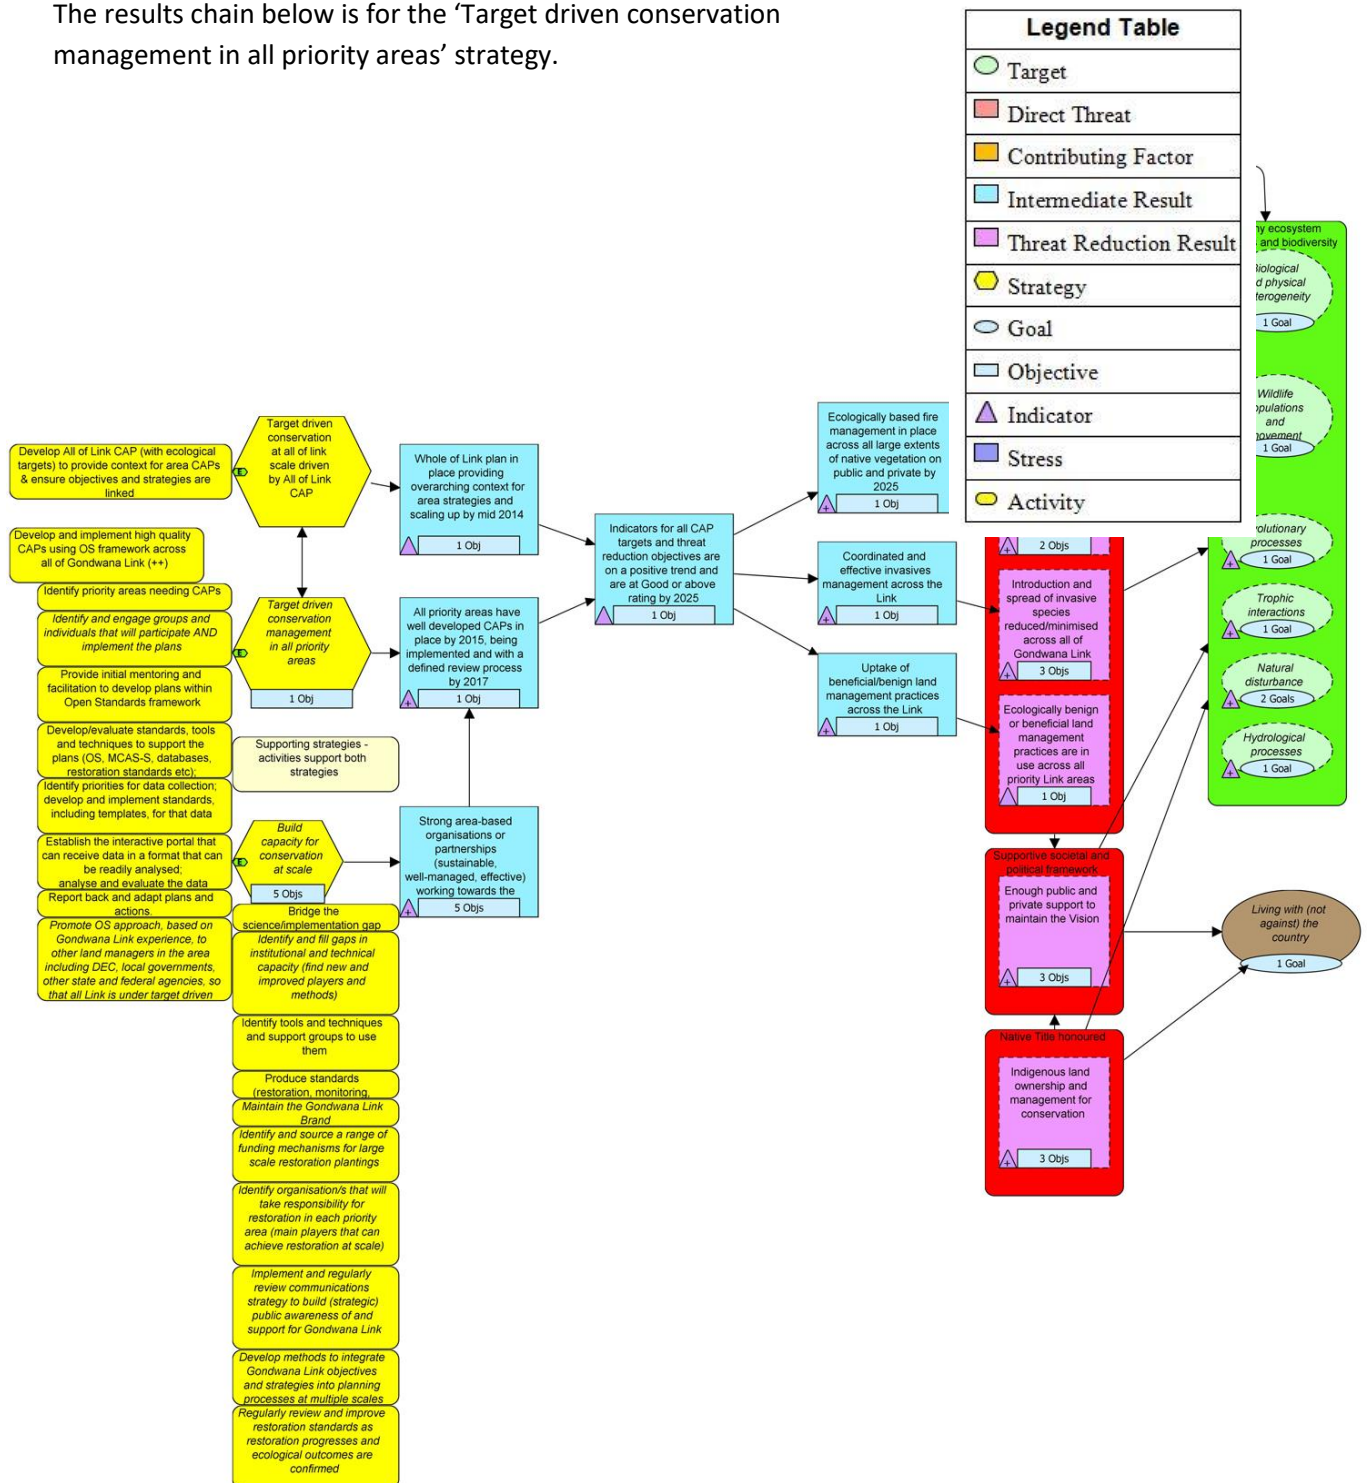 The results chain below is for the ‘Target driven conservation
management in all priority areas’ strategy.
Legend Table
Target
Direct Threat
Contributing Factor
Intermediate Result
Threat Reduction Result
Strategy
Goal
Objective
Indicator
Stress
Activity
Develop All of Link CAP (with ecological
targets) to provide context for area CAPs
& ensure objectives and strategies are
linked
Develop and implement high quality
CAPs using OS framework across
all of Gondwana Link (++)
Identify priority areas needing CAPs
Identify and engage groups and
individuals that will participate AND
implement the plans
Provide initial mentoring and
facilitation to develop plans within
Open Standards framework
Develop/evaluate standards, tools
and techniques to support the
plans (OS, MCAS-S, databases,
restoration standards etc);
Identify priorities for data collection;
develop and implement standards,
including templates, for that data
Establish the interactive portal that
can receive data in a format that can
be readily analysed;
analyse and evaluate the data
Report back and adapt plans and
actions.
Promote OS approach, based on
Gondwana Link experience, to
other land managers in the area
including DEC, local governments,
other state and federal agencies, so
that all Link is under target driven
Target driven
conservation
at all of link
scale driven
by All of Link
CAP
E
Target driven
conservation
management
in all priority
areas
E
1 Obj
Supporting strategies -
activities support both
strategies
Build
capacity for
conservation
at scale
E
5 Objs
Bridge the
science/implementation gap
Identify and fill gaps in
institutional and technical
capacity (find new and
improved players and
methods)
Identify tools and techniques
and support groups to use
them
Produce standards
(restoration, monitoring,
Maintain the Gondwana Link
Brand
Identify and source a range of
funding mechanisms for large
scale restoration plantings
Identify organisation/s that will
take responsibility for
restoration in each priority
area (main players that can
achieve restoration at scale)
Implement and regularly
review communications
strategy to build (strategic)
public awareness of and
support for Gondwana Link
Develop methods to integrate
Gondwana Link objectives
and strategies into planning
processes at multiple scales
Regularly review and improve
restoration standards as
restoration progresses and
ecological outcomes are
confirmed
Whole of Link plan in
place providing
overarching context for
area strategies and
scaling up by mid 2014
1 Obj
All priority areas have
well developed CAPs in
place by 2015, being
implemented and with a
defined review process
by 2017
+
1 Obj
Strong area-based
organisations or
partnerships
(sustainable,
well-managed, effective)
working towards the
+
5 Objs
Indicators for all CAP
targets and threat
reduction objectives are
on a positive trend and
are at Good or above
rating by 2025
+
1 Obj
Ecologically based fire
management in place
across all large extents
of native vegetation on
public and private by
2025
+
1 Obj
Coordinated and
effective invasives
management across the
Link
+
1 Obj
Uptake of
beneficial/benign land
management practices
across the Link
+
1 Obj
+
2 Objs
Introduction and
spread of invasive
species
reduced/minimised
across all of
Gondwana Link
+
3 Objs
Ecologically benign
or beneficial land
management
practices are in
use across all
priority Link areas
+
1 Obj
Supportive societal and
political framework
Enough public and
private support to
maintain the Vision
+
3 Objs
Native Title honoured
Indigenous land
ownership and
management for
conservation
+
3 Objs
ny ecosystem
s and biodiversity
Biological
d physical
terogeneity
1 Goal
Wildlife
opulations
and
movement
1 Goal
volutionary
processes
+
1 Goal
Trophic
interactions
+
1 Goal
Natural
disturbance
+
2 Goals
Hydrological
processes
+
1 Goal
Living with (not
against) the
country
1 Goal